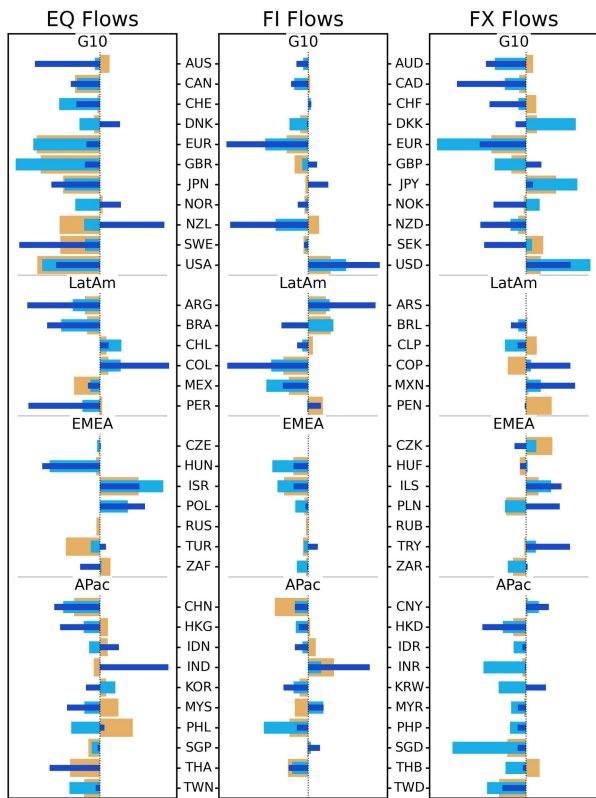 EQ Flows FI Flows FX Flows
G10 G10 G10
AUS AUD
CAN CAD
CHE CHF
DNK DKK
EUR EUR
GBR GBP
JPN JPY
NOR NOK
NZL NZD
SWE SEK
USA USD
LatAm LatAm LatAm
ARG ARS
BRA BRL
CHL CLP
COL COP
MEX MXN
PER PEN
EMEA EMEA EMEA
CZE CZK
HUN HUF
ISR ILS
POL PLN
RUS RUB
TUR TRY
ZAF ZAR
APac APac APac
CHN CNY
HKG HKD
IDN IDR
IND INR
KOR KRW
MYS MYR
PHL PHP
SGP SGD
THA THB
TWN TWD